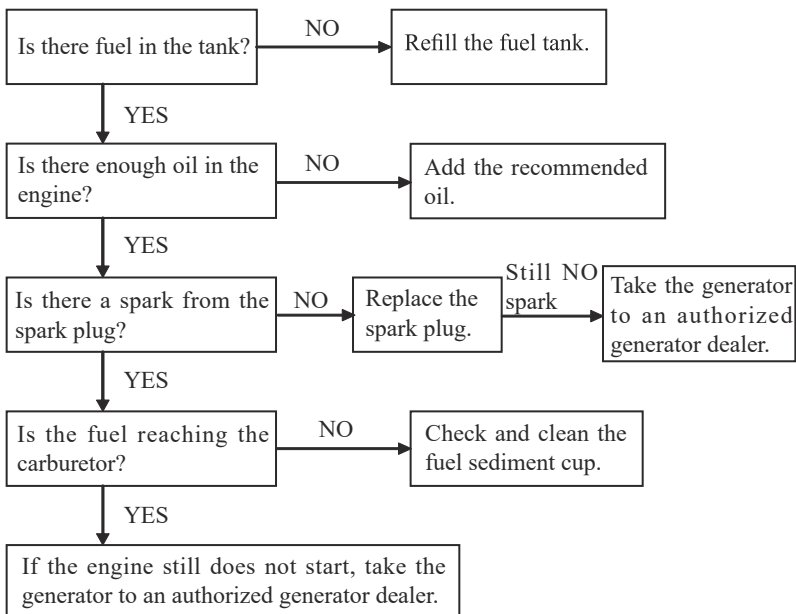 Is there fuel in the tank?
NO
Refill the fuel tank.
YES
Is there enough oil in the
engine?
NO
Add the recommended
oil.
YES
Is there a spark from the
spark plug?
NO
Replace the
spark plug.
Still NO
spark
Take the generator
to an authorized
generator dealer.
YES
Is the fuel reaching the
carburetor?
NO
Check and clean the
fuel sediment cup.
YES
If the engine still does not start, take the
generator to an authorized generator dealer.